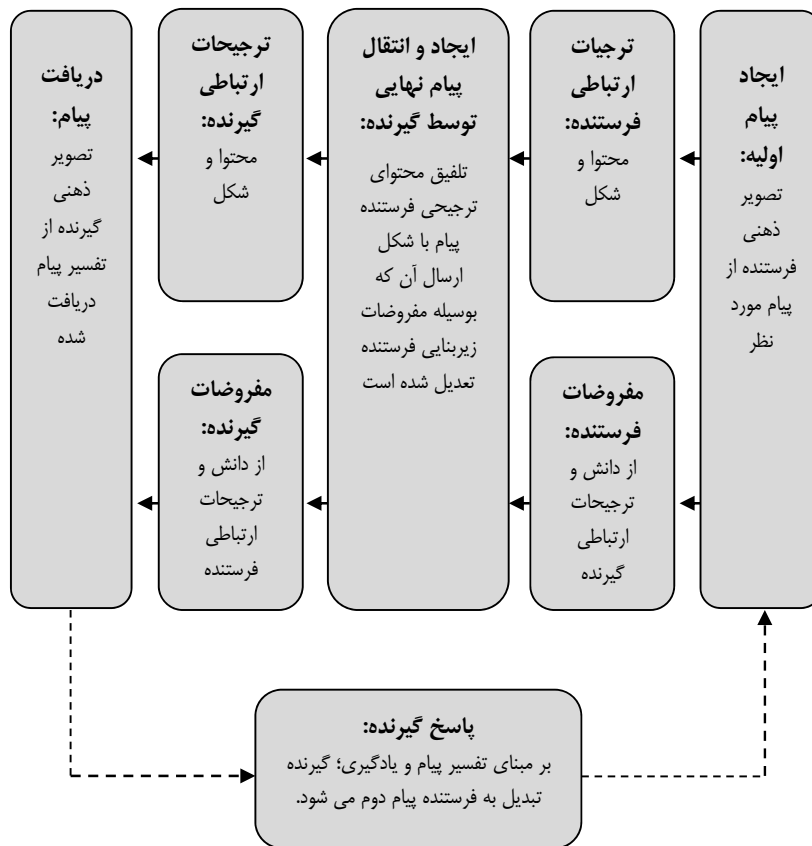 ایجاد
پیام
اولیه:
تصویر
ذهنی
فرستنده از
پیام مورد
نظر
ترجیات
ارتباطی
فرستنده:
محتوا و
شکل
مفروضات
فرستنده:
از دانش و
ترجیحات
ارتباطی
گیرنده
ایجاد و انتقال
پیام نهایی
توسط گیرنده:
تلفیق محتوای
ترجیحی فرستنده
پیام با شکل
ارسال آن که
بوسیله مفروضات
زیربنایی فرستنده
تعدیل شده است
ترجیحات
ارتباطی
گیرنده:
محتوا و
شکل
مفروضات
گیرنده:
از دانش و
ترجیحات
ارتباطی
فرستنده
دریافت
پیام:
تصویر
ذهنی
گیرنده از
تفسیر پیام
دریافت
شده
پاسخ گیرنده:
بر مبنای تفسیر پیام و یادگیری؛ گیرنده
تبدیل به فرستنده پیام دوم می شود.